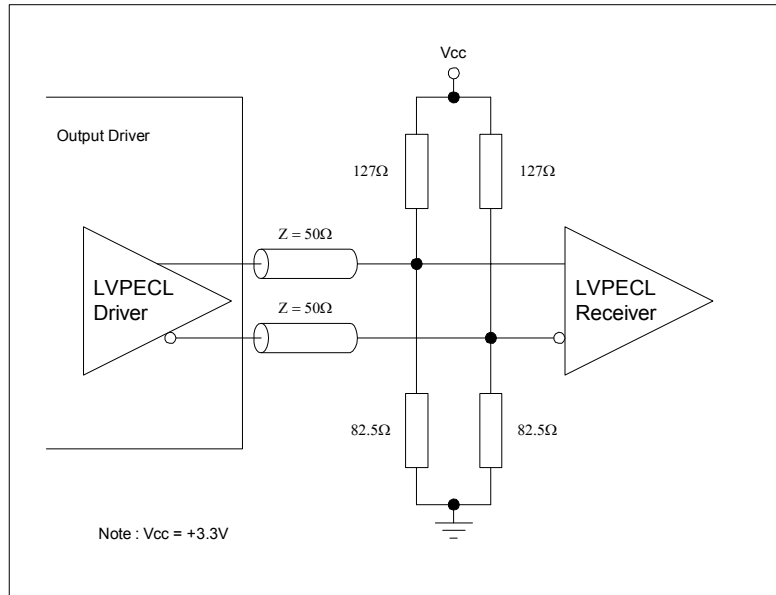 Vcc
Output Driver
127Ω
127Ω
Z = 50Ω
LVPECL
Driver
LVPECL
Receiver
Z = 50Ω
82.5Ω
82.5Ω
Note : Vcc = +3.3V